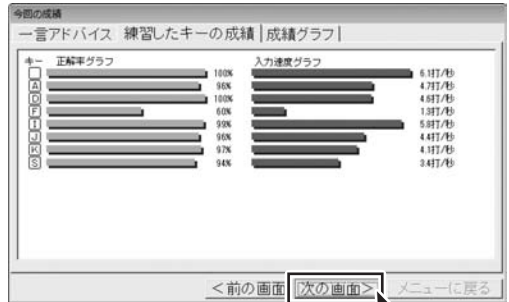 今回の成績
一言アドバイス 練習したキーの成績 成績グラフ
キー 正解率グラフ 入力速度グラフ
100% 6.1打/秒
A 96% 4.7打/秒
D 100% 4.6打/秒
F 60% 1.3打/秒
I 99% 5.8打/秒
J 96% 4.4打/秒
K 97% 4.1打/秒
S 94% 3.4打/秒
<前の画面 次の画面> メニューに戻る